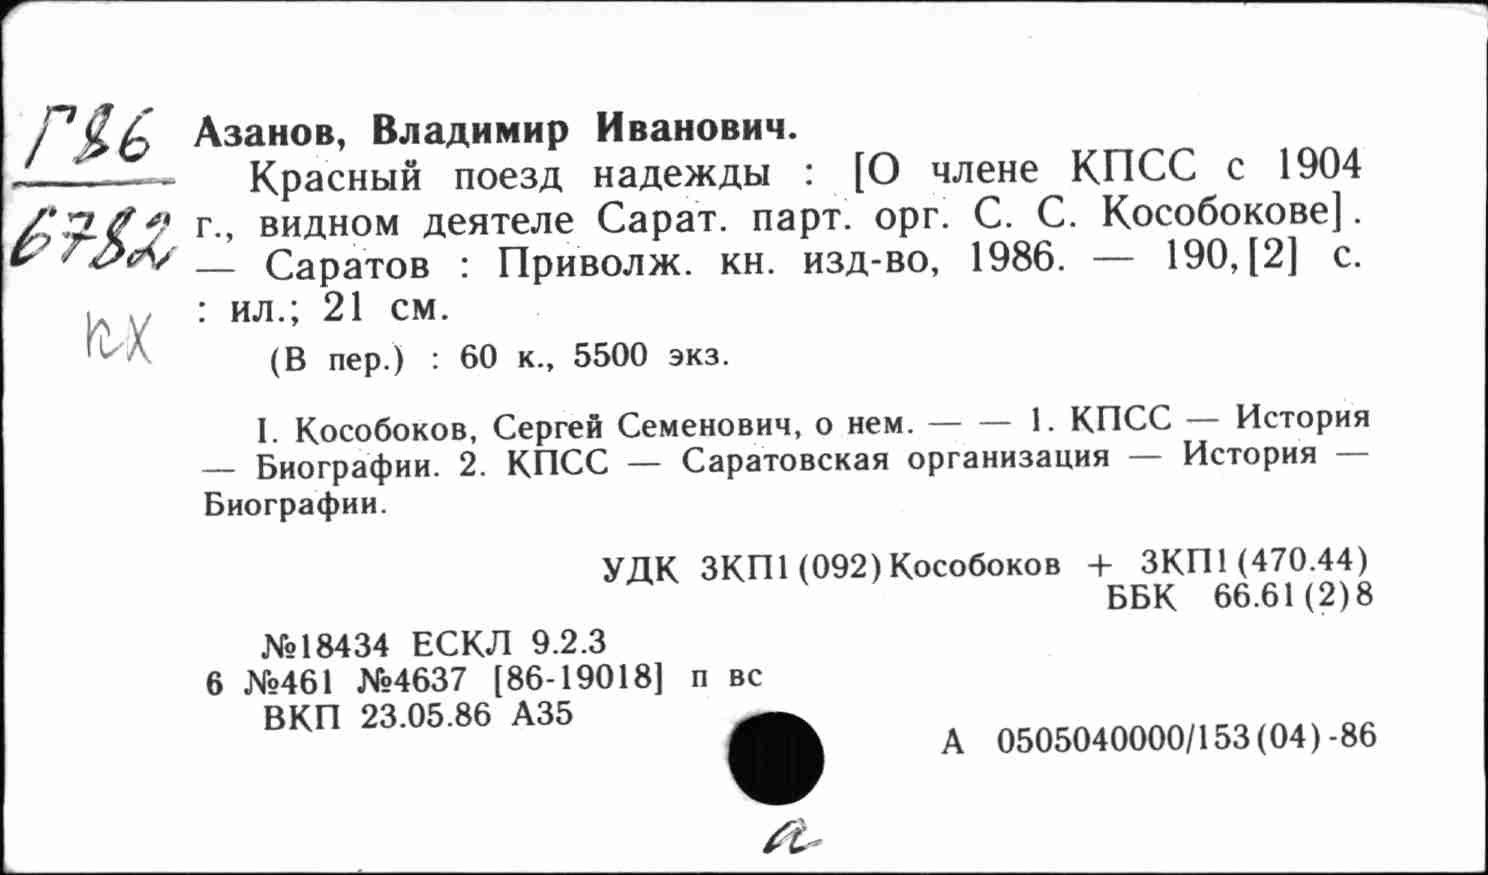 Г86
6782
кх
Азанов, Владимир Иванович.
Красный поезд надежды : [О члене КПСС с 1904
г., видном деятеле Сарат. парт. орг. С. С. Кособокове].
— Саратов : Приволж. кн. изд-во, 1986. — 190,[2] с.
: ил.; 21 см.
(В пер.) : 60 к., 5500 экз.
I. Кособоков, Сергей Семенович, о нем. — — 1. КПСС — История
— Биографии. 2. КПСС — Саратовская организация — История —
Биографии.
УДК 3КП1(092)Кособоков + 3КП1(470.44)
ББК 66.61(2)8
№18434 ЕСКЛ 9.2.3
6 №461 №4637 [86-19018] п вс
ВКП 23.05.86 А35
А 0505040000/153(04)-86
а